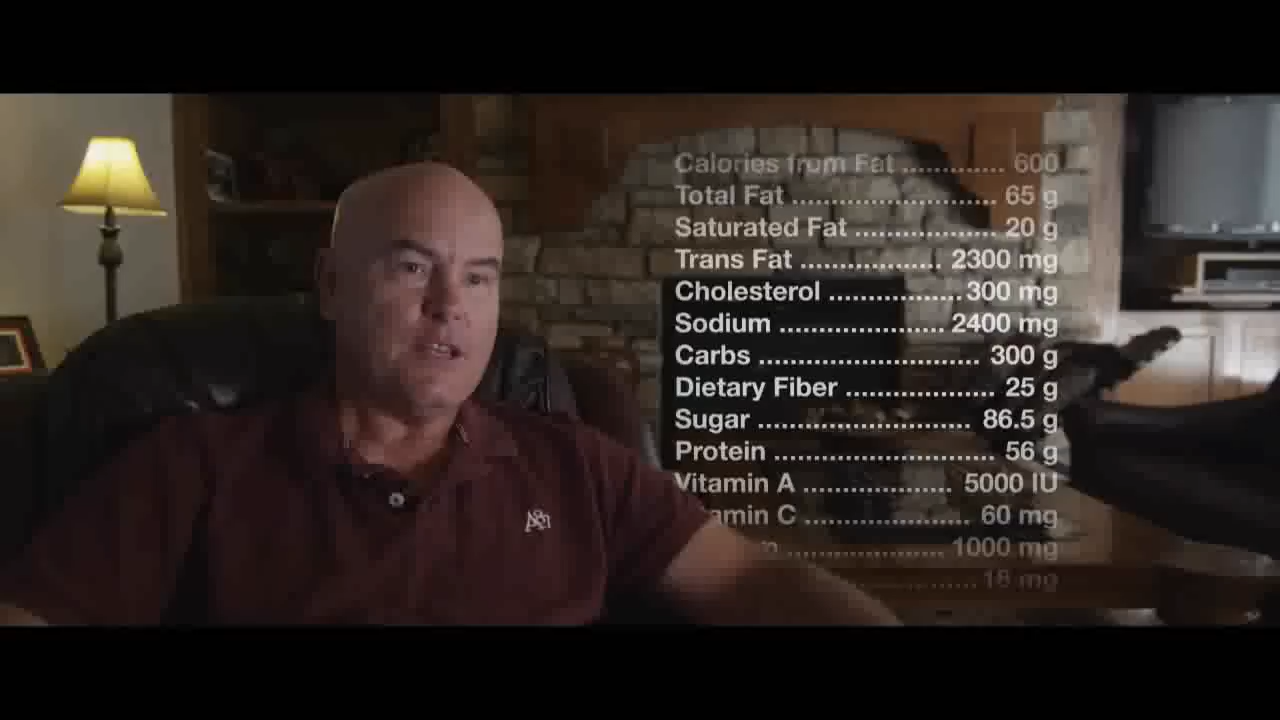 Calories from Fat ............. 600
Total Fat .......................... 65 g
Saturated Fat .................. 20 g
Trans Fat .................. 2300 mg
Cholesterol .................300 mg
Sodium ..................... 2400 mg
Carbs ............................ 300 g
Dietary Fiber ................... 25 g
Sugar ........................... 86.5 g
Protein ............................ 56 g
Vitamin A ................... 5000 IU
amin C ..................... 60 mg
.................... 1000 mg
............... 18 mg